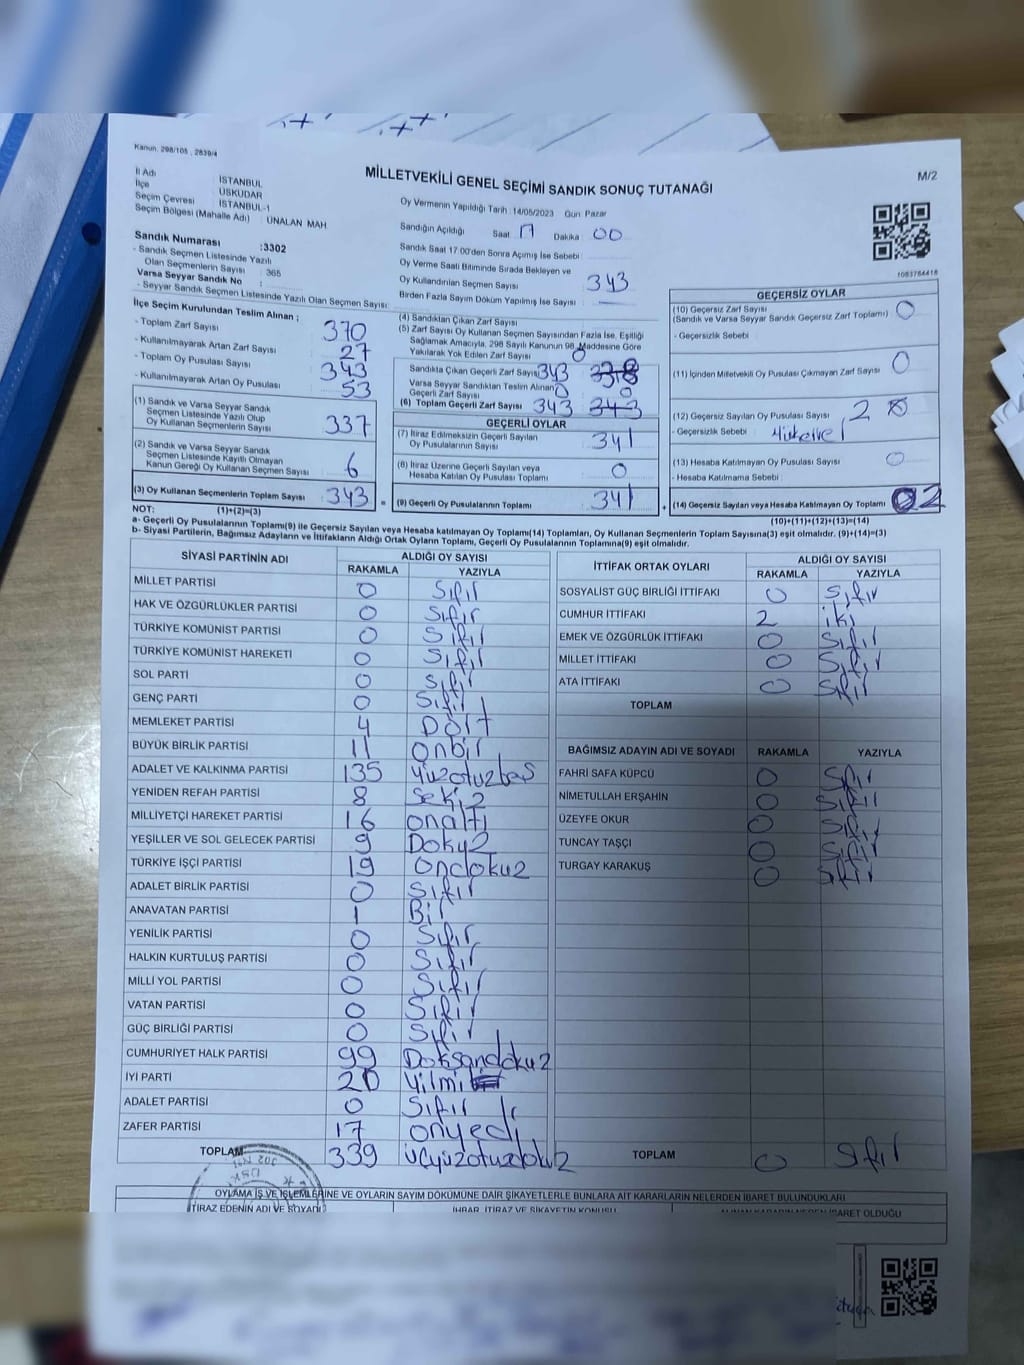 Kanun. 298/105 , 2839/4
M/2
MİLLETVEKİLİ GENEL SEÇİMİ SANDIK SONUÇ TUTANAĞI
İl Adı : İSTANBUL
İlçe : ÜSKÜDAR
Seçim Çevresi : İSTANBUL-1
Seçim Bölgesi (Mahalle Adı) : ÜNALAN MAH
Sandık Numarası :3302
- Sandık Seçmen Listesinde Yazılı
Olan Seçmenlerin Sayısı : 365
Varsa Seyyar Sandık No :
- Seyyar Sandık Seçmen Listesinde Yazılı Olan Seçmen Sayısı:
Oy Vermenin Yapıldığı Tarih : 14/05/2023 Gün Pazar
Sandığın Açıldığı Saat 17 Dakika 00
Sandık Saat 17:00'den Sonra Açılmış İse Sebebi :
Oy Verme Saati Bitiminde Sırada Bekleyen ve
Oy Kullandırılan Seçmen Sayısı : 343
Birden Fazla Sayım Döküm Yapılmış İse Sayısı : —
1083764418
İlçe Seçim Kurulundan Teslim Alınan ;
- Toplam Zarf Sayısı : 370
- Kullanılmayarak Artan Zarf Sayısı : 27
- Toplam Oy Pusulası Sayısı : 343
- Kullanılmayarak Artan Oy Pusulası : 53
(1) Sandık ve Varsa Seyyar Sandık
Seçmen Listesinde Yazılı Olup
Oy Kullanan Seçmenlerin Sayısı : 337
(2) Sandık ve Varsa Seyyar Sandık
Seçmen Listesinde Kayıtlı Olmayan
Kanun Gereği Oy Kullanan Seçmen Sayısı : 6
(3) Oy Kullanan Seçmenlerin Toplam Sayısı : 343 =
(4) Sandıktan Çıkan Zarf Sayısı
(5) Zarf Sayısı Oy Kullanan Seçmen Sayısından Fazla İse, Eşitliği
Sağlamak Amacıyla, 298 Sayılı Kanunun 98. Maddesine Göre
Yakılarak Yok Edilen Zarf Sayısı : 0
Sandıkta Çıkan Geçerli Zarf Sayısı 343
Varsa Seyyar Sandıktan Teslim Alınan
Geçerli Zarf Sayısı 0 0
(6) Toplam Geçerli Zarf Sayısı : 343 343
GEÇERLİ OYLAR
(7) İtiraz Edilmeksizin Geçerli Sayılan
Oy Pusulalarının Sayısı : 341
(8) İtiraz Üzerine Geçerli Sayılan veya
Hesaba Katılan Oy Pusulaları Toplamı : 0
(9) Geçerli Oy Pusulalarının Toplamı : 341 +
GEÇERSİZ OYLAR
(10) Geçersiz Zarf Sayısı
(Sandık ve Varsa Seyyar Sandık Geçersiz Zarf Toplamı) : 0
- Geçersizlik Sebebi :
(11) İçinden Milletvekili Oy Pusulası Çıkmayan Zarf Sayısı : 0
(12) Geçersiz Sayılan Oy Pusulası Sayısı : 2
- Geçersizlik Sebebi :
(13) Hesaba Katılmayan Oy Pusulası Sayısı : 0
- Hesaba Katılmama Sebebi :
(14) Geçersiz Sayılan veya Hesaba Katılmayan Oy Toplamı : 02
(10)+(11)+(12)+(13)=(14)
NOT: (1)+(2)=(3)
a- Geçerli Oy Pusulalarının Toplamı(9) ile Geçersiz Sayılan veya Hesaba katılmayan Oy Toplamı(14) Toplamları, Oy Kullanan Seçmenlerin Toplam Sayısına(3) eşit olmalıdır. (9)+(14)=(3)
b- Siyasi Partilerin, Bağımsız Adayların ve İttifakların Aldığı Ortak Oyların Toplamı, Geçerli Oy Pusulalarının Toplamına(9) eşit olmalıdır.
SİYASİ PARTİNİN ADI ALDIĞI OY SAYISI
RAKAMLA YAZIYLA
MİLLET PARTİSİ 0 Sıfır
HAK VE ÖZGÜRLÜKLER PARTİSİ 0 Sıfır
TÜRKİYE KOMÜNİST PARTİSİ 0 Sıfır
TÜRKİYE KOMÜNİST HAREKETİ 0 Sıfır
SOL PARTİ 0 Sıfır
GENÇ PARTİ 0 Sıfır
MEMLEKET PARTİSİ 4 Dört
BÜYÜK BİRLİK PARTİSİ 11 onbir
ADALET VE KALKINMA PARTİSİ 135 Yüzotuzbeş
YENİDEN REFAH PARTİSİ 8 Sekiz
MİLLİYETÇİ HAREKET PARTİSİ 16 onaltı
YEŞİLLER VE SOL GELECEK PARTİSİ 9 Dokuz
TÜRKİYE İŞÇİ PARTİSİ 19 ondokuz
ADALET BİRLİK PARTİSİ 0 Sıfır
ANAVATAN PARTİSİ 1 Bir
YENİLİK PARTİSİ 0 Sıfır
HALKIN KURTULUŞ PARTİSİ 0 Sıfır
MİLLİ YOL PARTİSİ 0 Sıfır
VATAN PARTİSİ 0 Sıfır
GÜÇ BİRLİĞİ PARTİSİ 0 Sıfır
CUMHURİYET HALK PARTİSİ 99 Doksandokuz
İYİ PARTİ 20 Yirmi
ADALET PARTİSİ 0 Sıfır
ZAFER PARTİSİ 17 onyedi
TOPLAM 339 üçyüzotuzdokuz
İTTİFAK ORTAK OYLARI ALDIĞI OY SAYISI
RAKAMLA YAZIYLA
SOSYALİST GÜÇ BİRLİĞİ İTTİFAKI 0 Sıfır
CUMHUR İTTİFAKI 2 iki
EMEK VE ÖZGÜRLÜK İTTİFAKI 0 Sıfır
MİLLET İTTİFAKI 0 Sıfır
ATA İTTİFAKI 0 Sıfır
TOPLAM
BAĞIMSIZ ADAYIN ADI VE SOYADI RAKAMLA YAZIYLA
FAHRİ SAFA KÜPCÜ 0 Sıfır
NİMETULLAH ERŞAHİN 0 Sıfır
ÜZEYFE OKUR 0 Sıfır
TUNCAY TAŞÇI 0 Sıfır
TURGAY KARAKUŞ 0 Sıfır
TOPLAM 0 Sıfır
OYLAMA İŞ VE İŞLEMLERİNE VE OYLARIN SAYIM DÖKÜMÜNE DAİR ŞİKAYETLERLE BUNLARA AİT KARARLARIN NELERDEN İBARET BULUNDUKLARI
İTİRAZ EDENİN ADI VE SOYADI İHBAR, İTİRAZ VE ŞİKAYETİN KONUSU ALINAN KARARIN NEDEN İBARET OLDUĞU